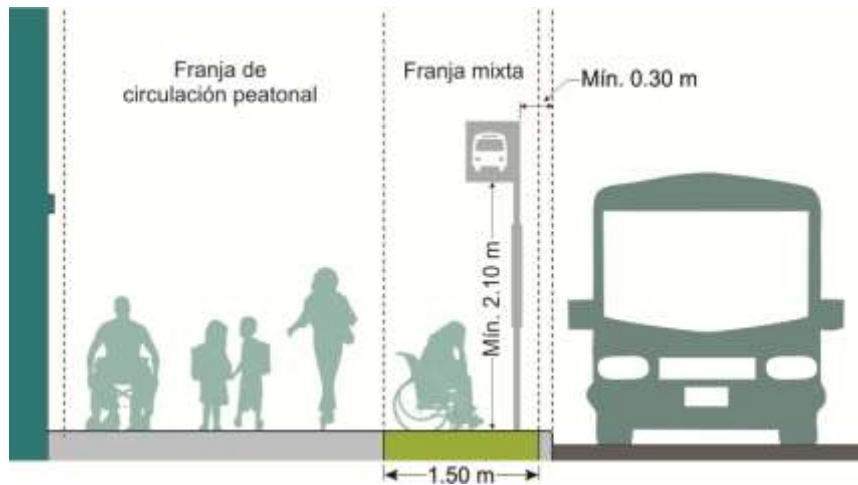 Franja de
circulación peatonal
Franja mixta
Mín. 0.30 m
Mín. 2.10 m
1.50 m